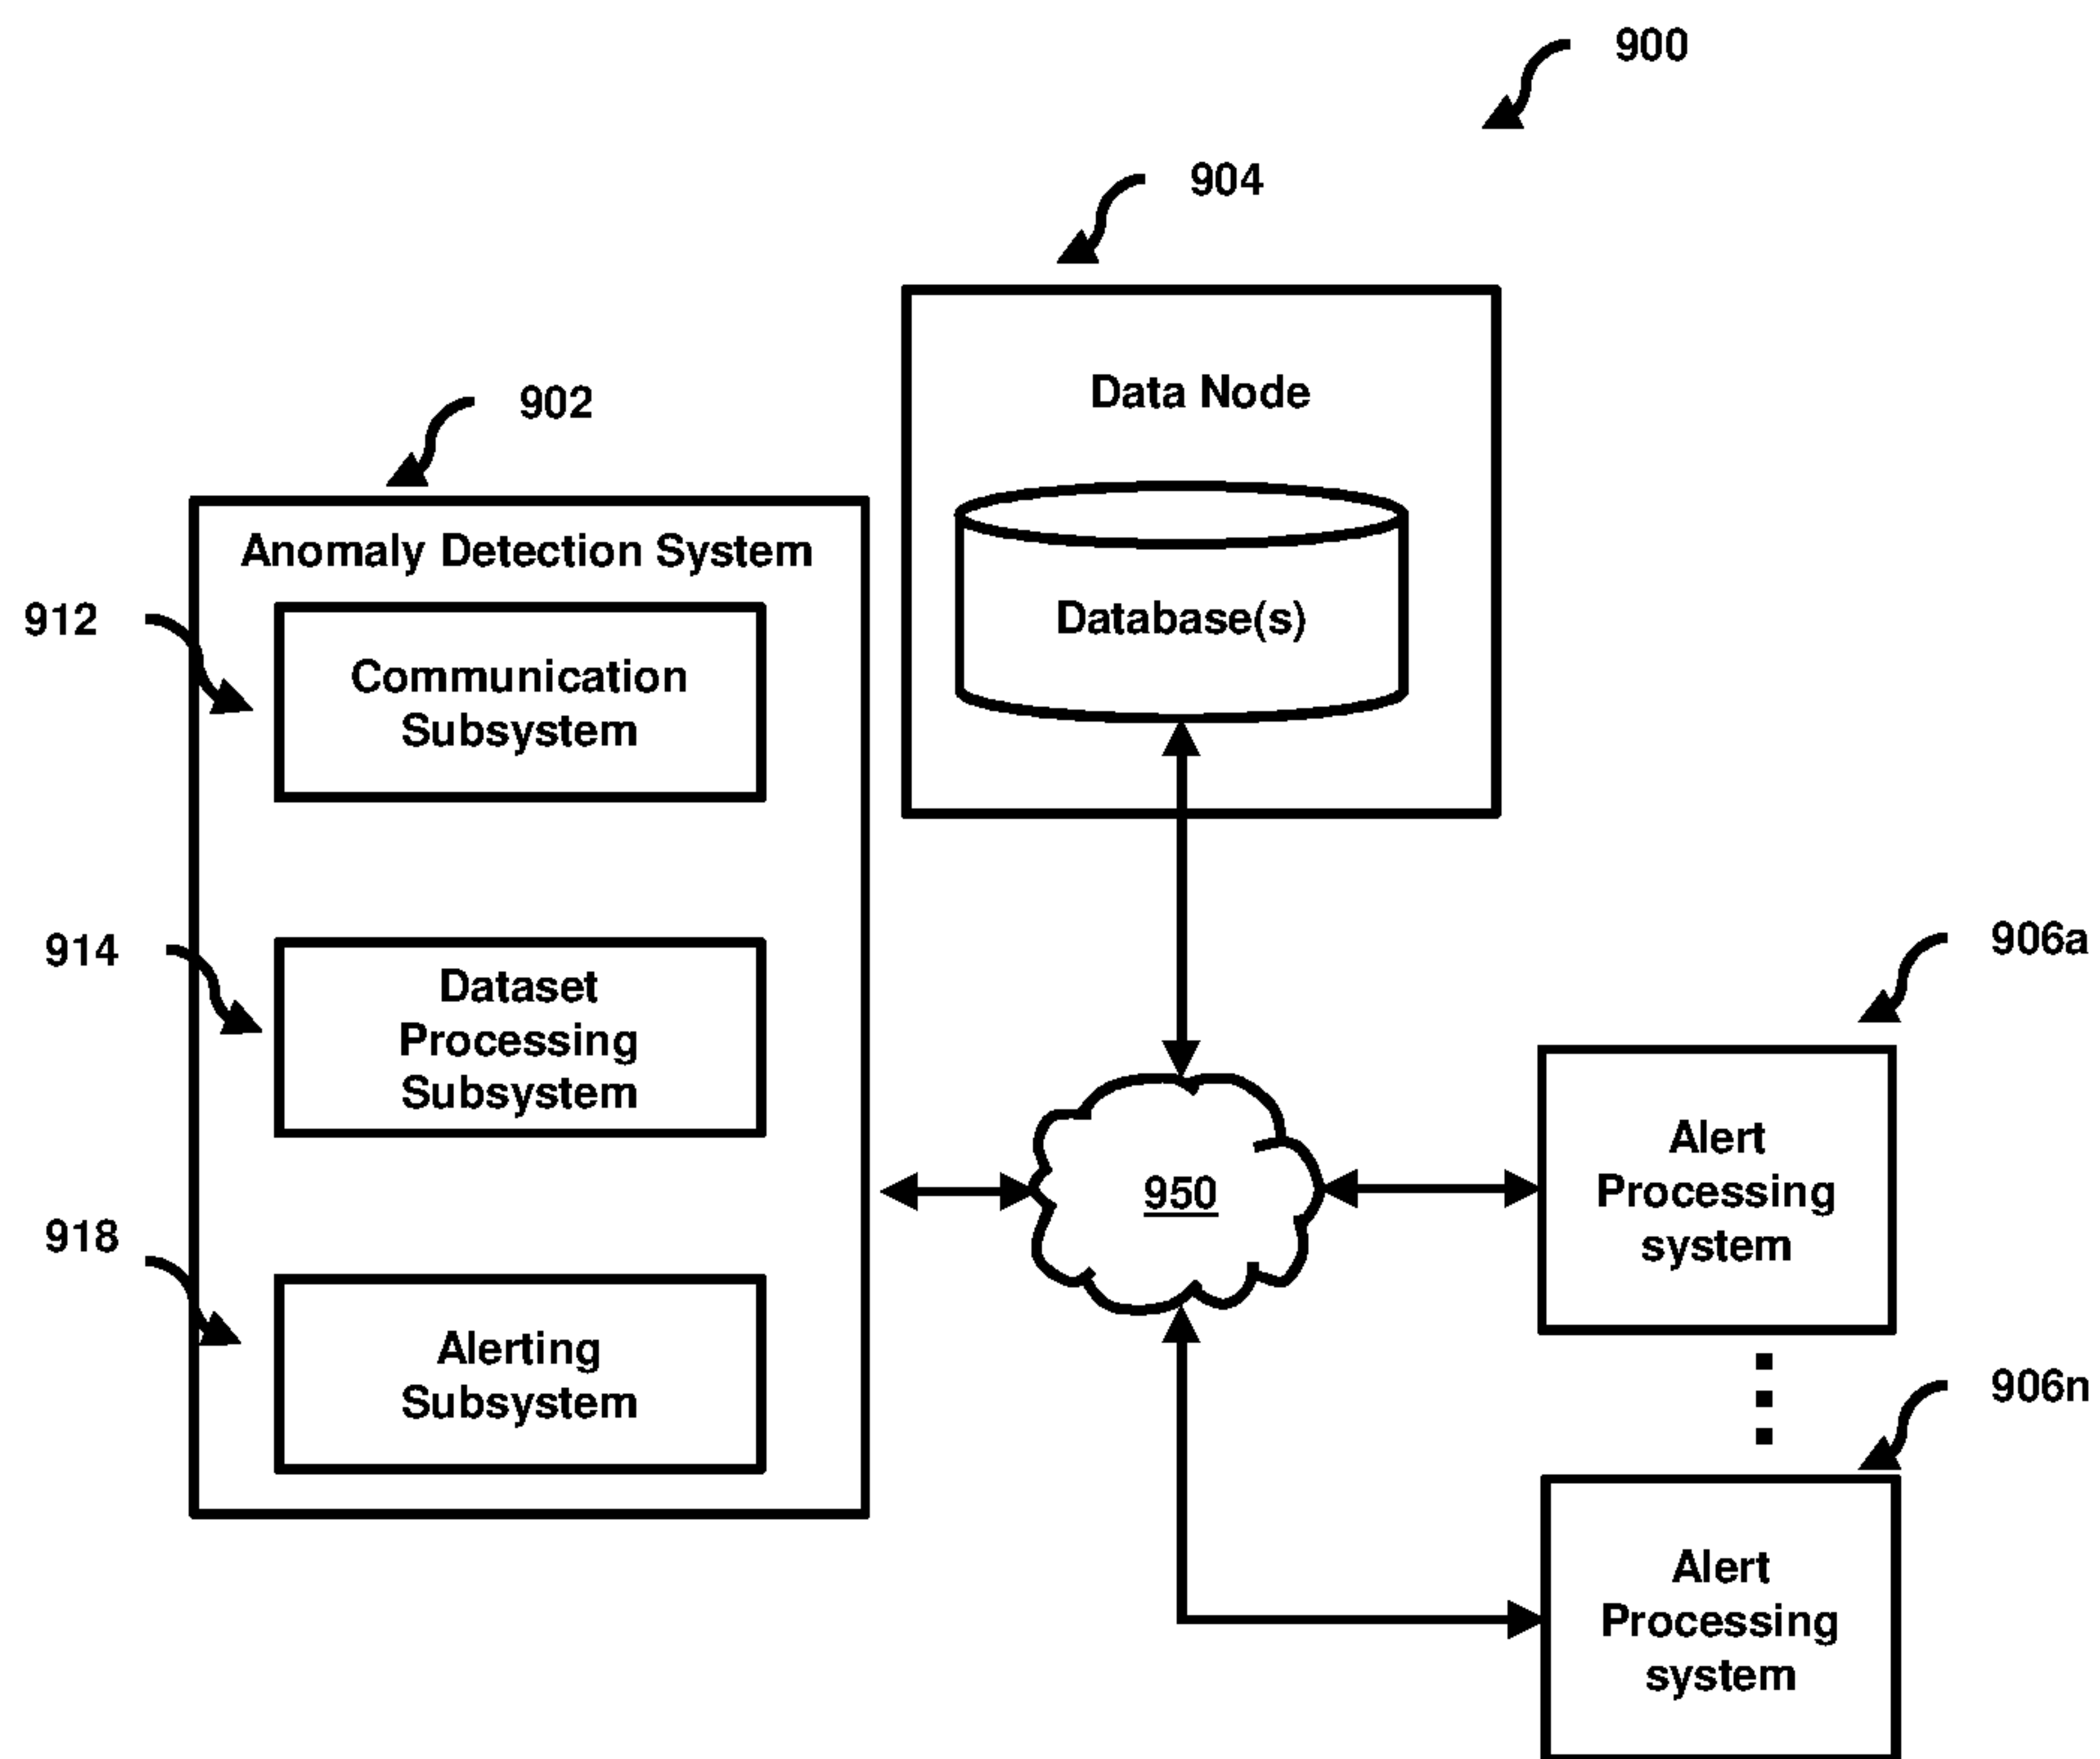 900
904
Data Node
Database(s)
902
Anomaly Detection System
912
Communication
Subsystem
914
Dataset
Processing
Subsystem
918
Alerting
Subsystem
950
906a
Alert
Processing
system
906n
Alert
Processing
system